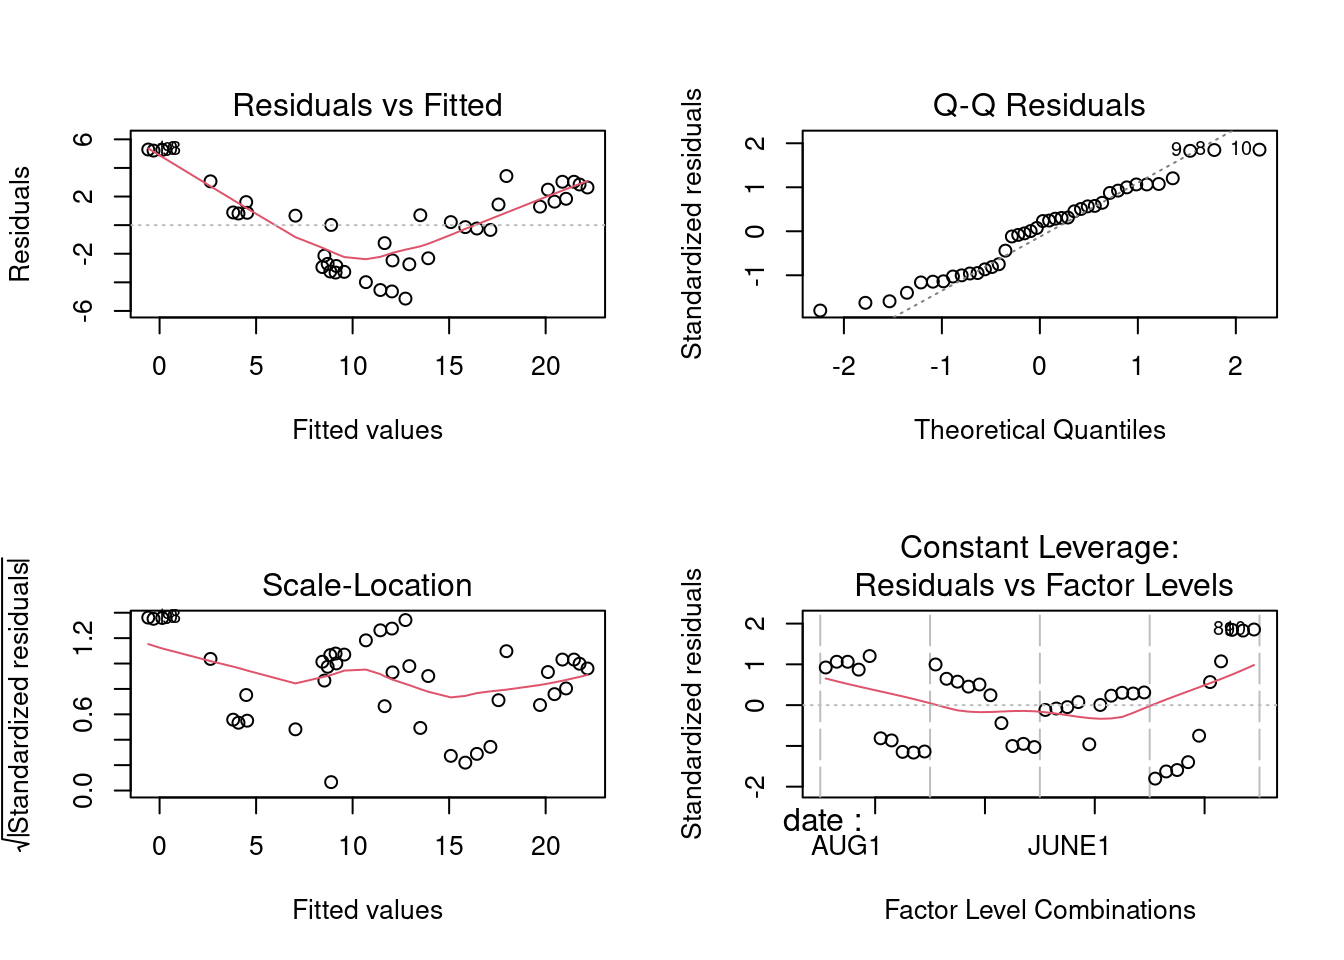 Residuals vs Fitted
Residuals
6
2
-2
-6
0 5 10 15 20
Fitted values
Q-Q Residuals
Standardized residuals
2
1
0
-1
9 8 10
-2 -1 0 1 2
Theoretical Quantiles
Scale-Location
√|Standardized residuals|
1.2
0.6
0.0
0 5 10 15 20
Fitted values
Constant Leverage:
Residuals vs Factor Levels
Standardized residuals
2
1
0
-2
date :
AUG1 JUNE1
Factor Level Combinations